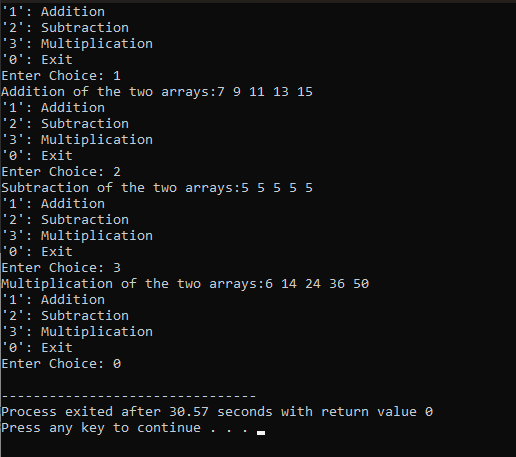 '1': Addition
'2': Subtraction
'3': Multiplication
'0': Exit
Enter Choice: 1
Addition of the two arrays:7 9 11 13 15
'1': Addition
'2': Subtraction
'3': Multiplication
'0': Exit
Enter Choice: 2
Subtraction of the two arrays:5 5 5 5 5
'1': Addition
'2': Subtraction
'3': Multiplication
'0': Exit
Enter Choice: 3
Multiplication of the two arrays:6 14 24 36 50
'1': Addition
'2': Subtraction
'3': Multiplication
'0': Exit
Enter Choice: 0
--------------------------------
Process exited after 30.57 seconds with return value 0
Press any key to continue . . .